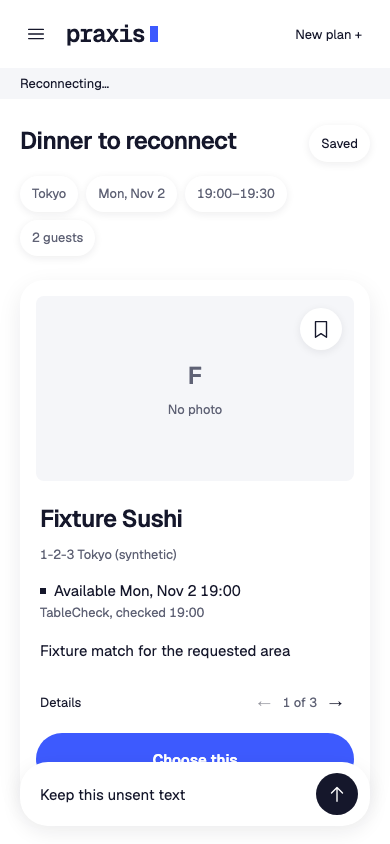 praxis
New plan +
Reconnecting…
Dinner to reconnect
Saved
Tokyo
Mon, Nov 2
19:00–19:30
2 guests
F
No photo
Fixture Sushi
1-2-3 Tokyo (synthetic)
Available Mon, Nov 2 19:00
TableCheck, checked 19:00
Fixture match for the requested area
Details
← 1 of 3 →
Choose this
Keep this unsent text